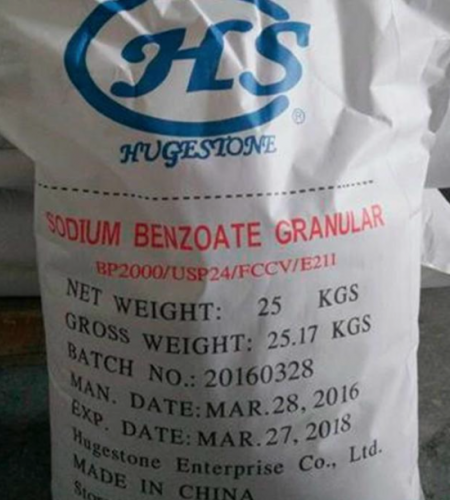 HS
®
HUGESTONE
SODIUM BENZOATE GRANULAR
BP2000/USP24/FCCV/E211
NET WEIGHT: 25 KGS
GROSS WEIGHT: 25.17 KGS
BATCH NO.: 20160328
MAN. DATE: MAR.28, 2016
EXP. DATE: MAR.27, 2018
Hugestone Enterprise Co., Ltd.
MADE IN CHINA